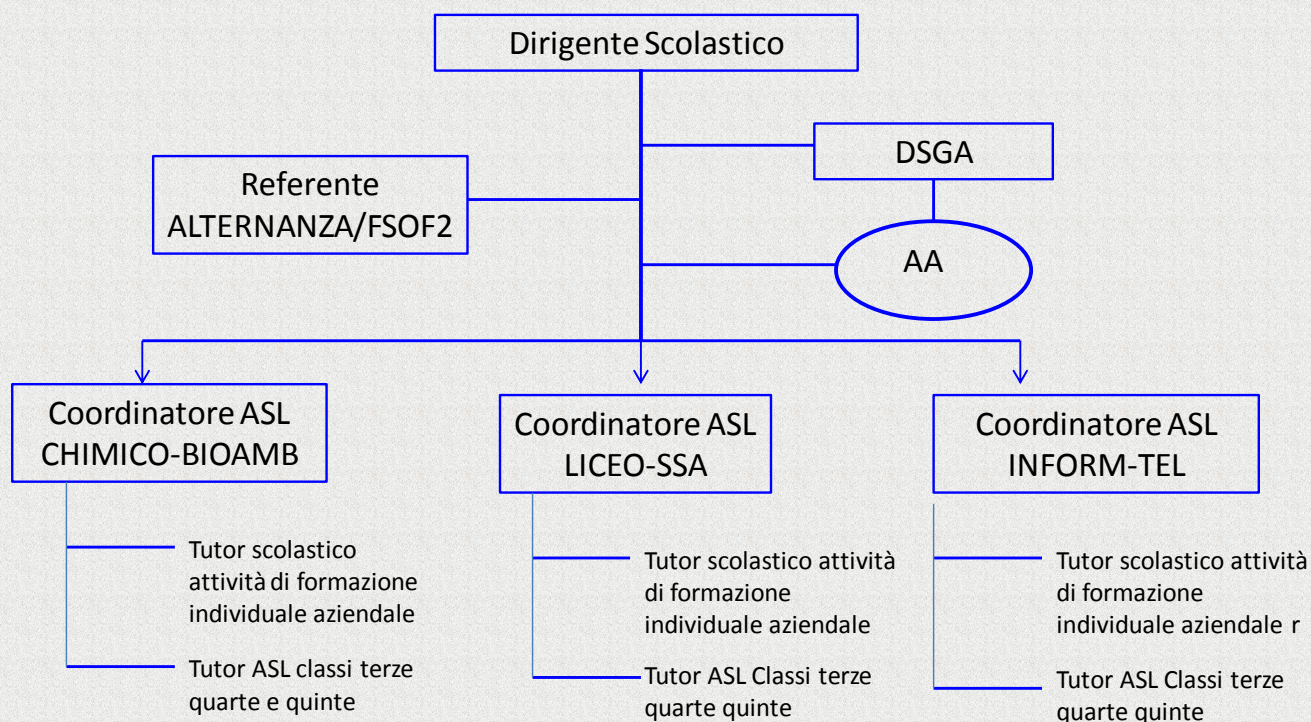 Dirigente Scolastico
DSGA
Referente
ALTERNANZA/FSOF2
AA
Coordinatore ASL
CHIMICO-BIOAMB
Coordinatore ASL
LICEO-SSA
Coordinatore ASL
INFORM-TEL
Tutor scolastico
attività di formazione
individuale aziendale
Tutor ASL classi terze
quarte e quinte
Tutor scolastico attività
di formazione
individuale aziendale
Tutor ASL Classi terze
quarte quinte
Tutor scolastico attività
di formazione
individuale aziendale r
Tutor ASL Classi terze
quarte quinte